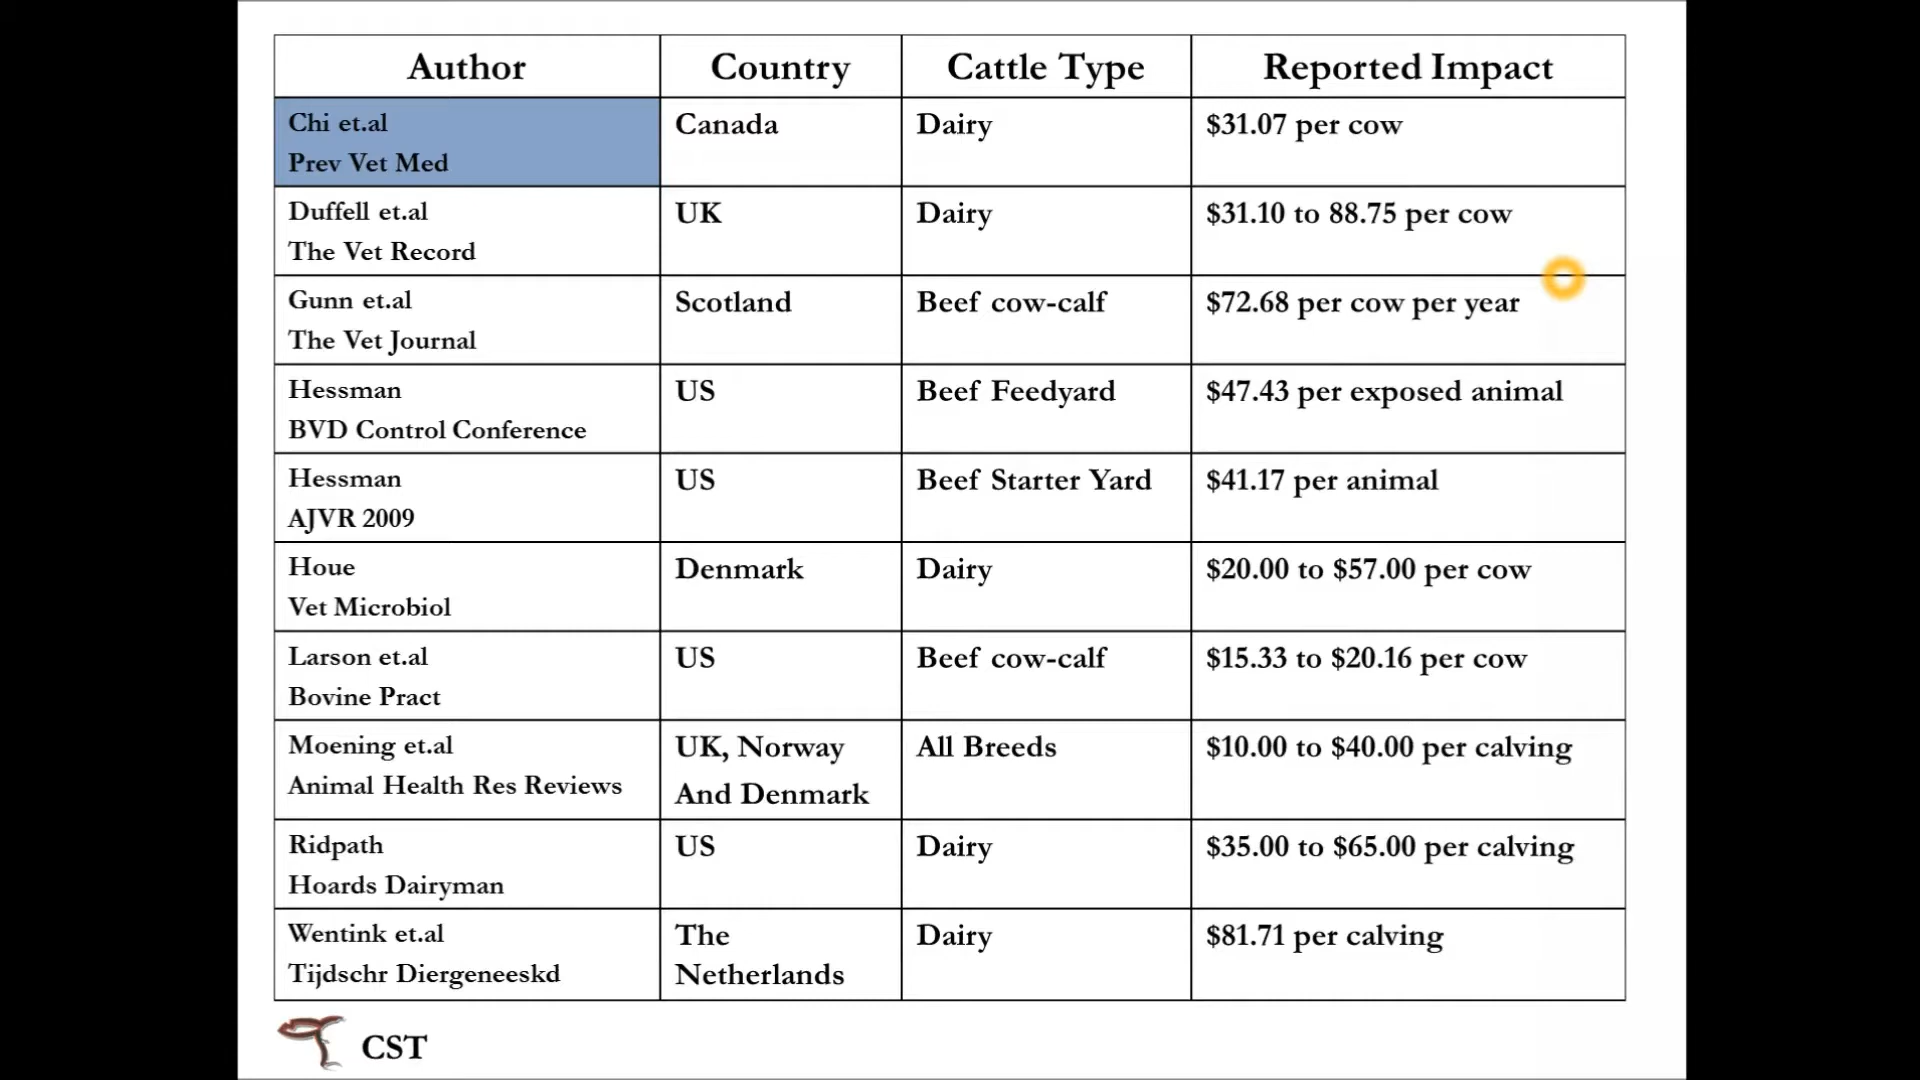 Author Country Cattle Type Reported Impact
Chi et.al
Prev Vet Med
Canada
Dairy
$31.07 per cow
Duffell et.al
The Vet Record
UK
Dairy
$31.10 to 88.75 per cow
Gunn et.al
The Vet Journal
Scotland
Beef cow-calf
$72.68 per cow per year
Hessman
BVD Control Conference
US
Beef Feedyard
$47.43 per exposed animal
Hessman
AJVR 2009
US
Beef Starter Yard
$41.17 per animal
Houe
Vet Microbiol
Denmark
Dairy
$20.00 to $57.00 per cow
Larson et.al
Bovine Pract
US
Beef cow-calf
$15.33 to $20.16 per cow
Moening et.al
Animal Health Res Reviews
UK, Norway
And Denmark
All Breeds
$10.00 to $40.00 per calving
Ridpath
Hoards Dairyman
US
Dairy
$35.00 to $65.00 per calving
Wentink et.al
Tijdschr Diergeneeskd
The
Netherlands
Dairy
$81.71 per calving
CST